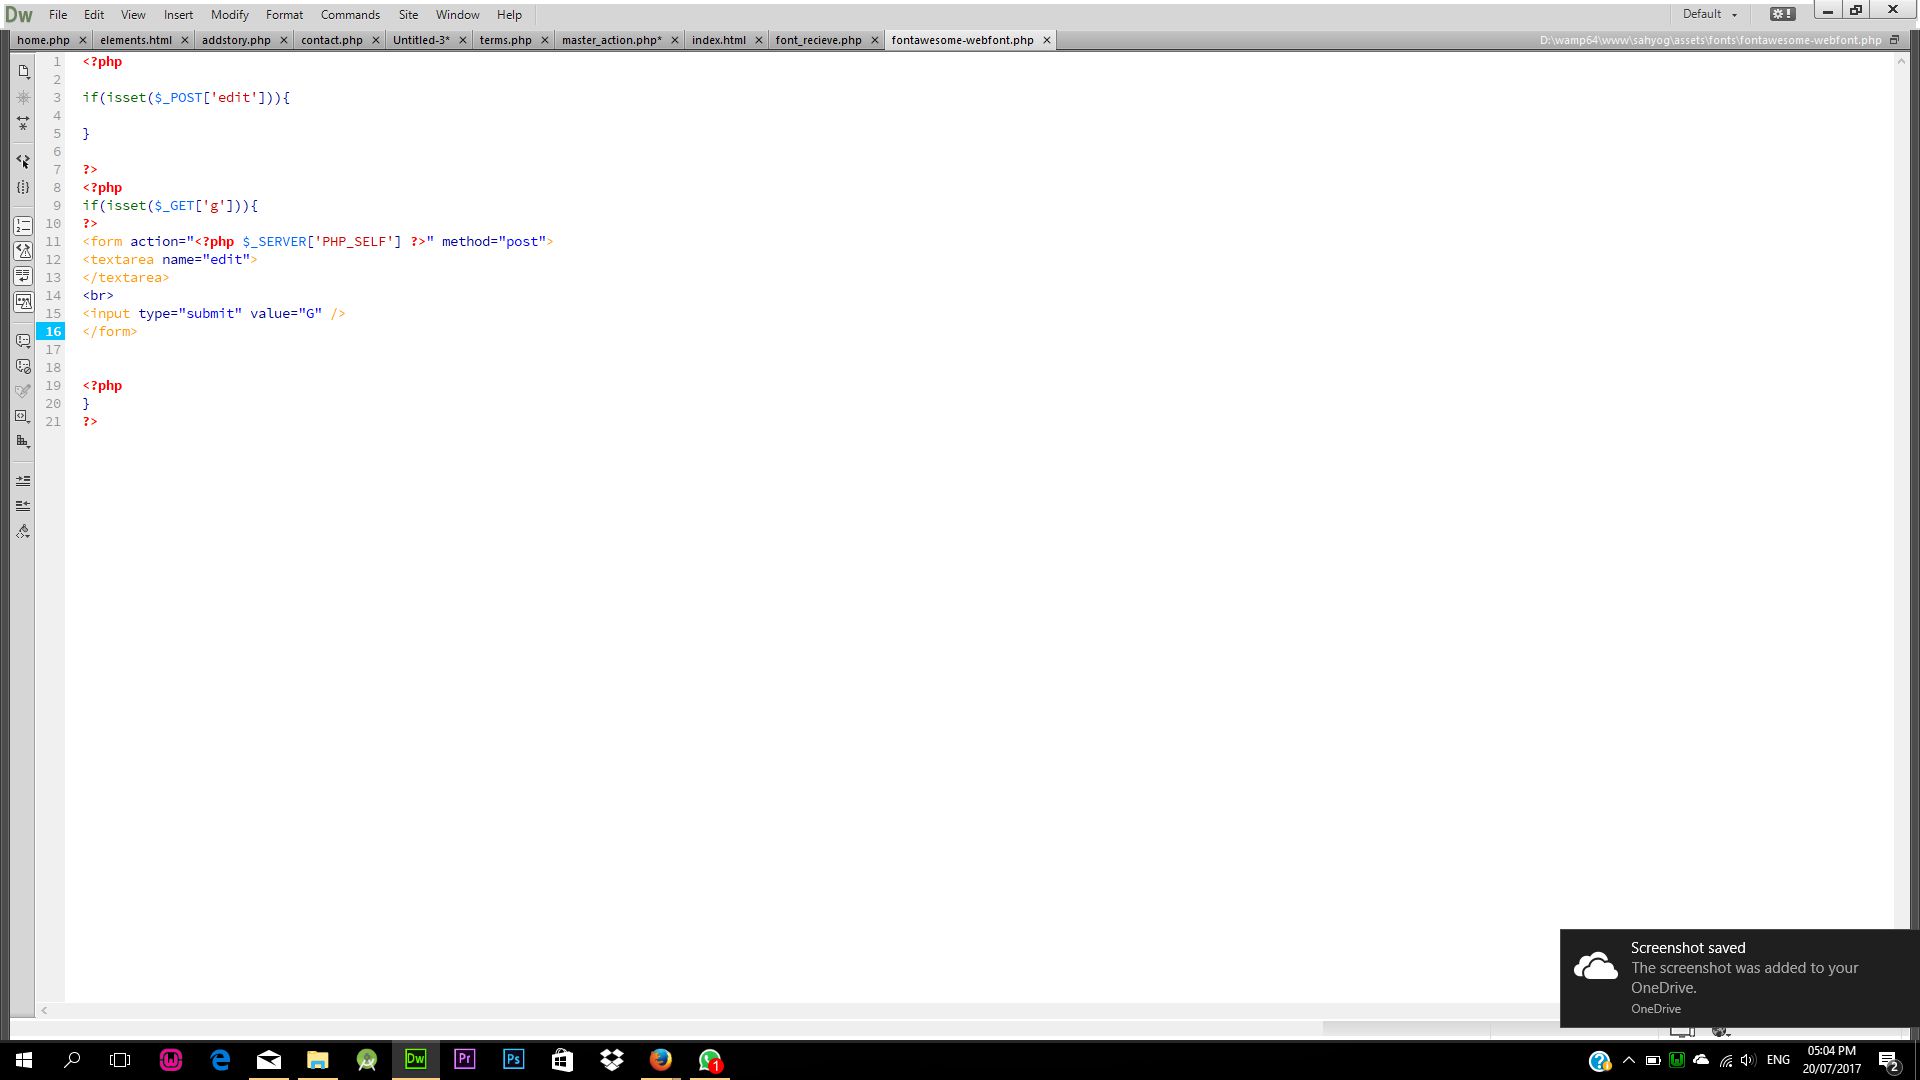 Dw File Edit View Insert Modify Format Commands Site Window Help Default
home.php elements.html addstory.php contact.php Untitled-3* terms.php master_action.php* index.html font_recieve.php fontawesome-webfont.php D:\wamp64\www\sahyog\assets\fonts\fontawesome-webfont.php
1 <?php
2
3 if(isset($_POST['edit'])){
4
5 }
6
7 ?>
8 <?php
9 if(isset($_GET['g'])){
10 ?>
11 <form action="<?php $_SERVER['PHP_SELF'] ?>" method="post">
12 <textarea name="edit">
13 </textarea>
14 <br>
15 <input type="submit" value="G" />
16 </form>
17
18
19 <?php
20 }
21 ?>
Screenshot saved
The screenshot was added to your
OneDrive.
OneDrive
Dw Pr Ps 1 ENG 05:04 PM
20/07/2017 2